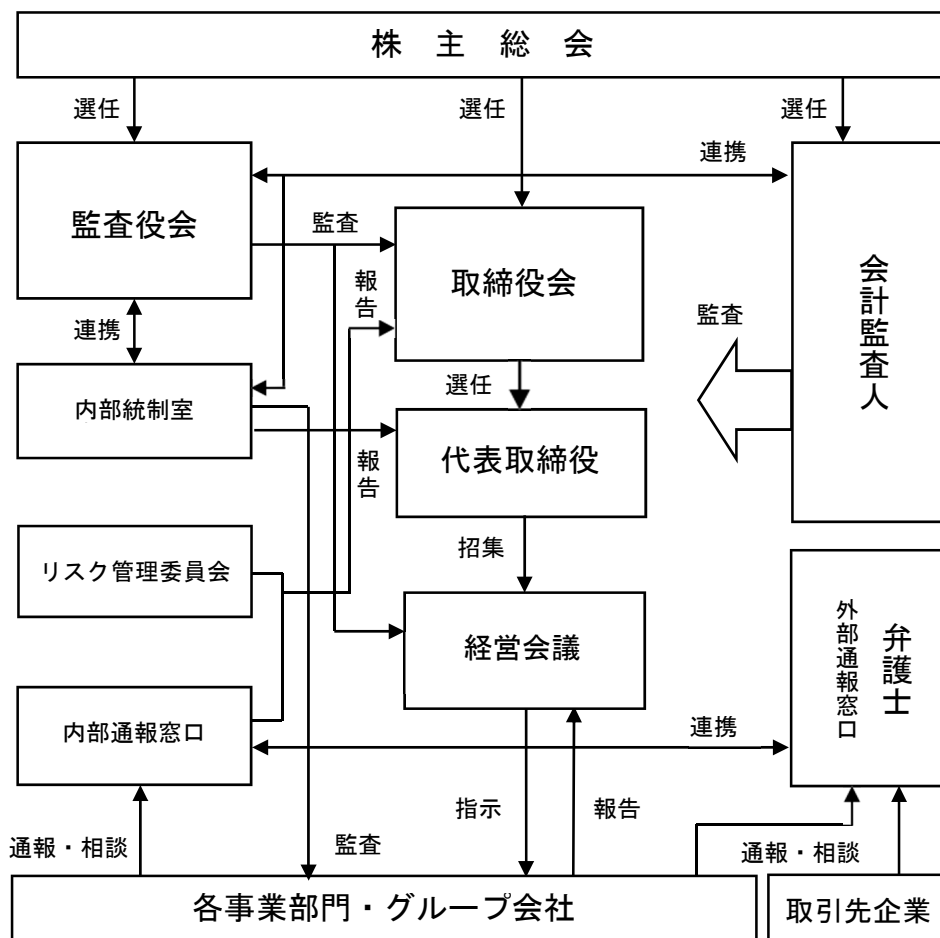 株主総会
選任
選任
選任
連携
監査役会
監査
取締役会
会計監査人
報告
監査
連携
選任
内部統制室
代表取締役
報告
招集
リスク管理委員会
経営会議
弁護士
外部通報窓口
内部通報窓口
連携
指示
報告
通報・相談
監査
通報・相談
各事業部門・グループ会社
取引先企業